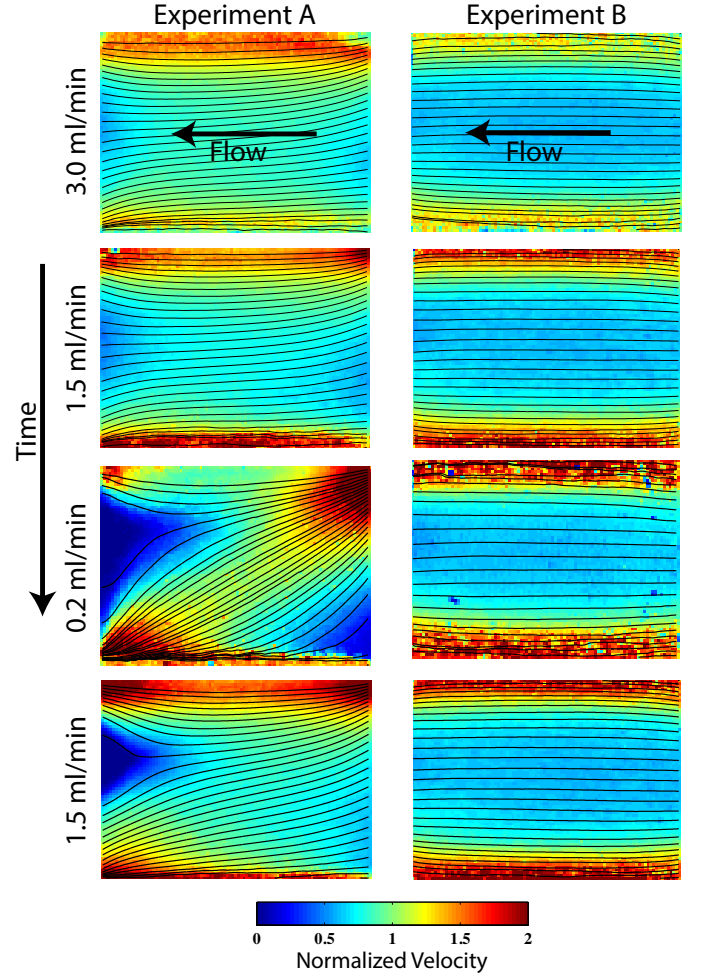 Experiment A
Experiment B
3.0 ml/min
Flow
Flow
Time
1.5 ml/min
0.2 ml/min
1.5 ml/min
0 0.5 1 1.5 2
Normalized Velocity